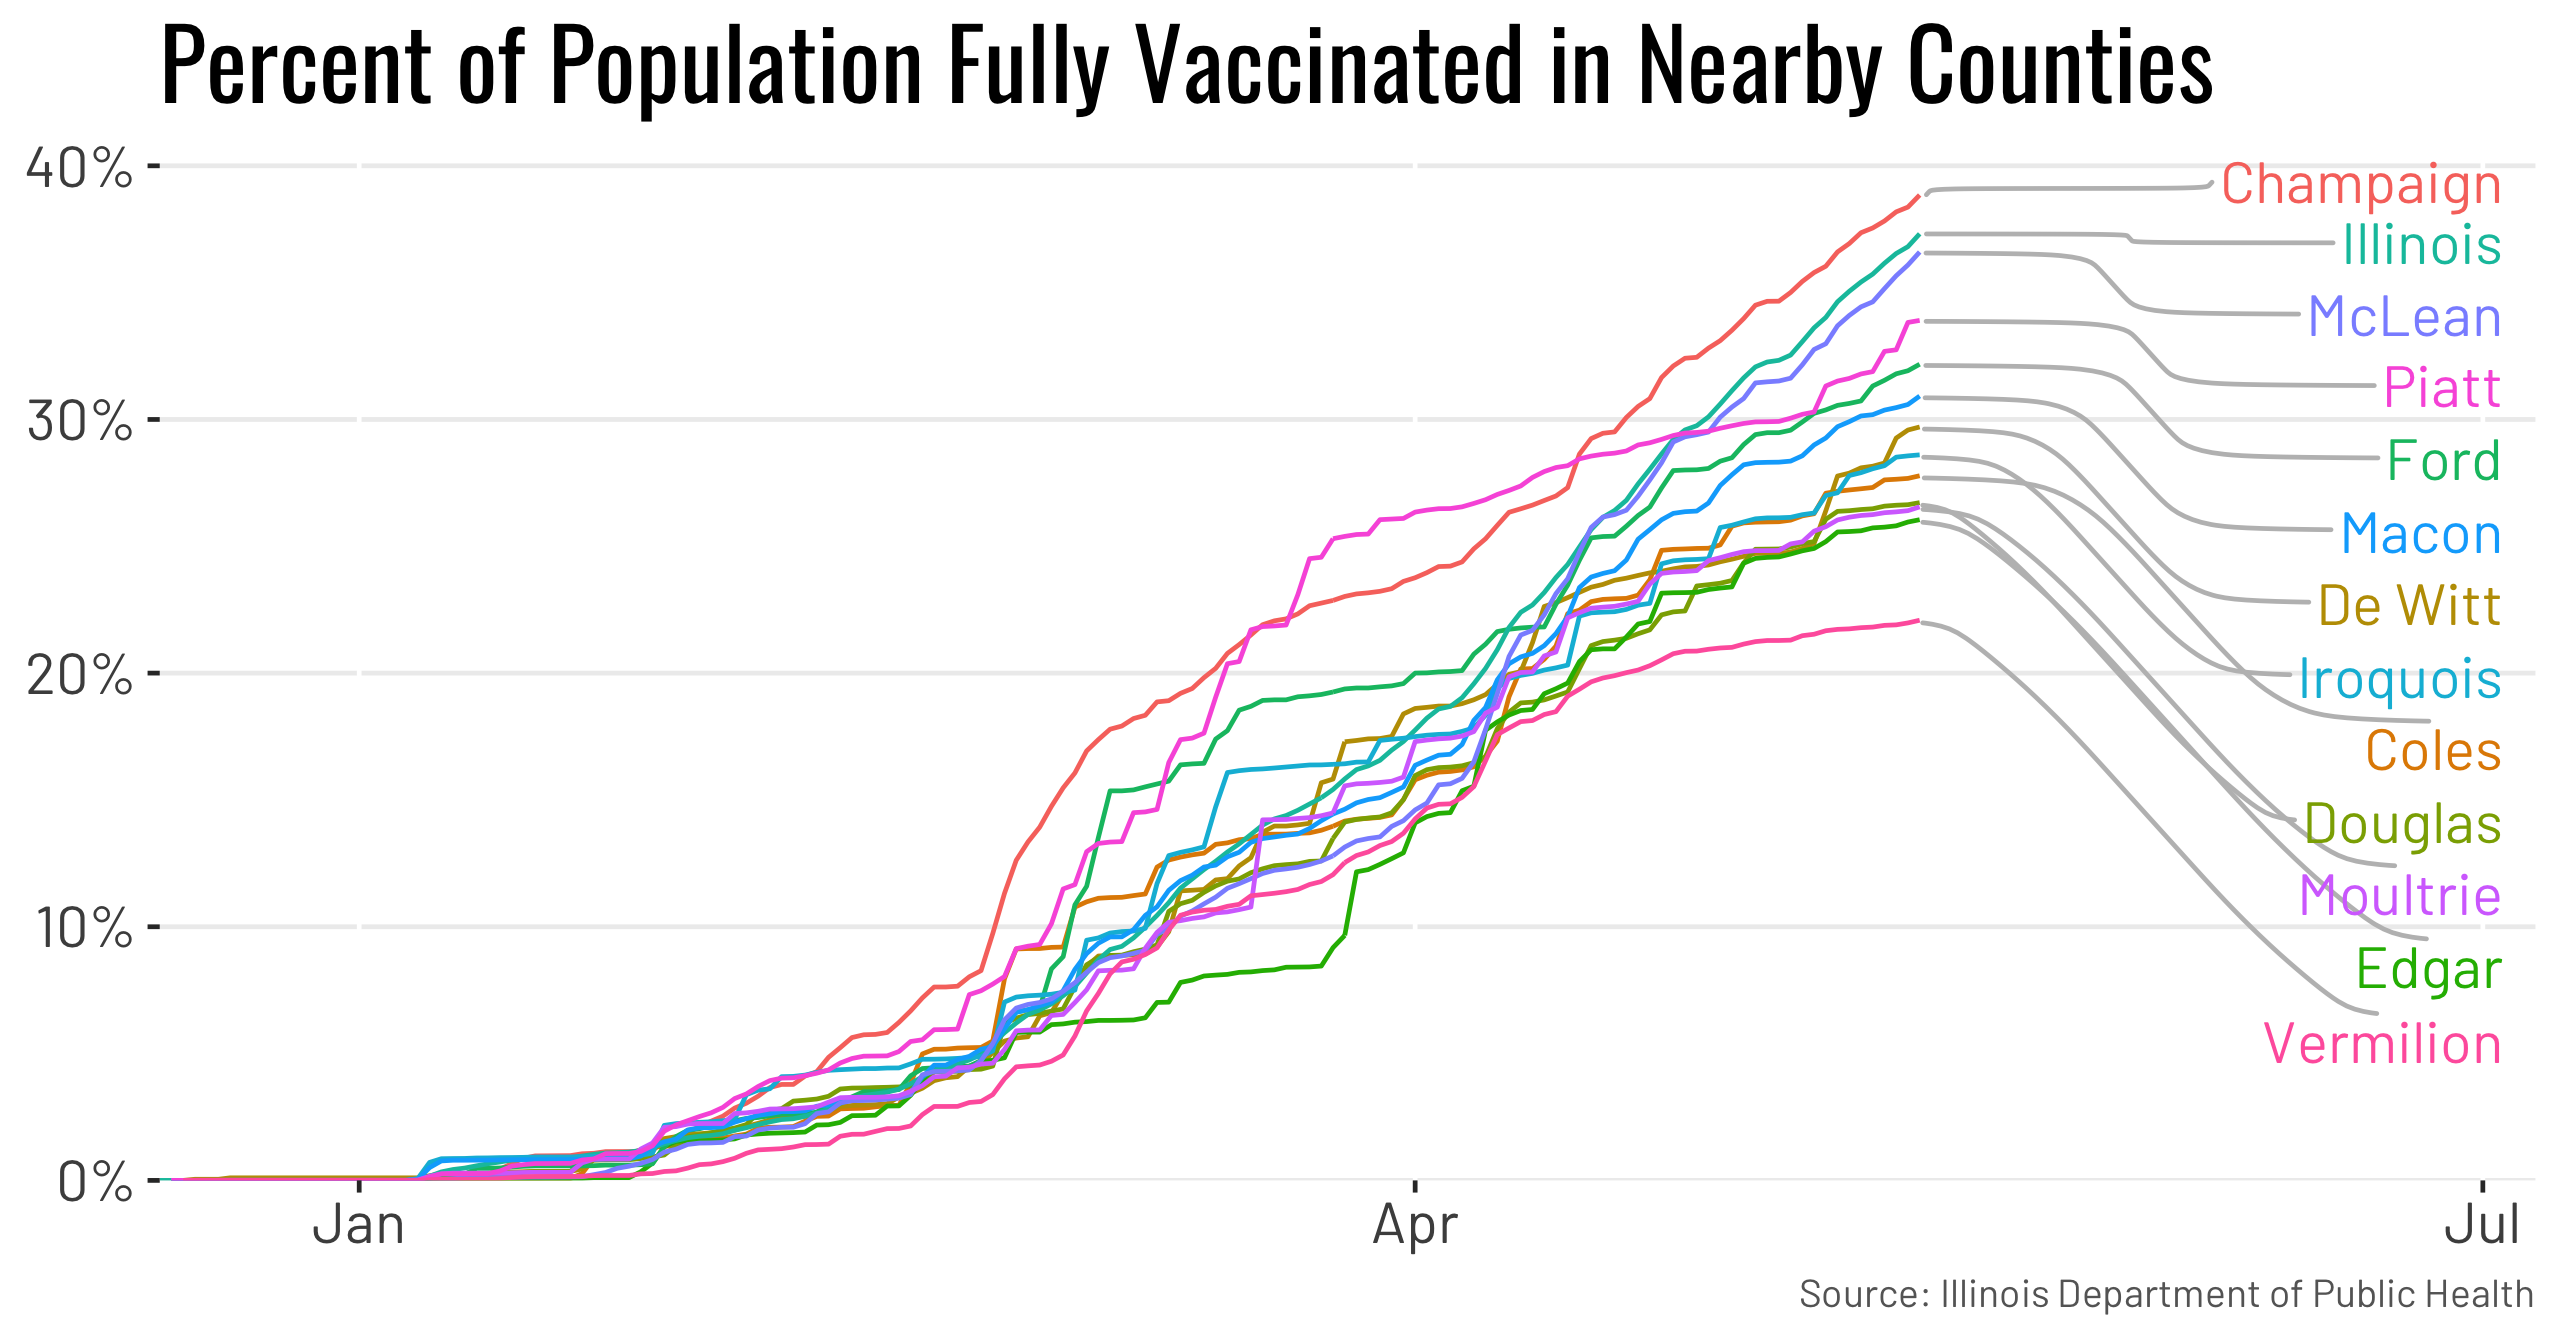 Percent of Population Fully Vaccinated in Nearby Counties
40%
30%
20%
10%
0%
Champaign
Illinois
McLean
Piatt
Ford
Macon
De Witt
Iroquois
Coles
Douglas
Moultrie
Edgar
Vermilion
Jan
Apr
Jul
Source: Illinois Department of Public Health